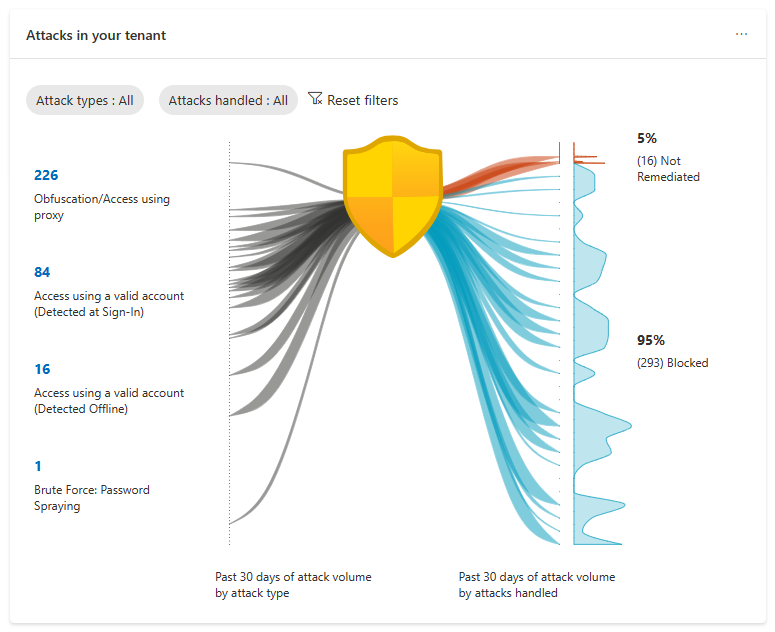 Attacks in your tenant
...
Attack types : All
Attacks handled : All
Reset filters
226
Obfuscation/Access using
proxy
84
Access using a valid account
(Detected at Sign-In)
16
Access using a valid account
(Detected Offline)
1
Brute Force: Password
Spraying
5%
(16) Not
Remediated
95%
(293) Blocked
Past 30 days of attack volume
by attack type
Past 30 days of attack volume
by attacks handled